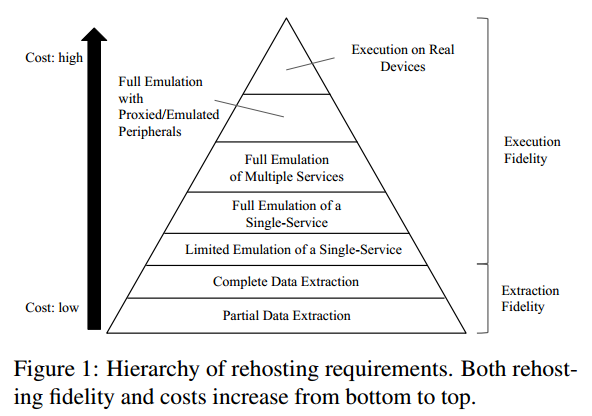 Cost: high
Execution on Real
Devices
Full Emulation
with
Proxied/Emulated
Peripherals
Full Emulation
of Multiple Services
Execution
Fidelity
Full Emulation of a
Single-Service
Limited Emulation of a Single-Service
Complete Data Extraction
Extraction
Fidelity
Cost: low
Partial Data Extraction
Figure 1: Hierarchy of rehosting requirements. Both rehost-
ing fidelity and costs increase from bottom to top.